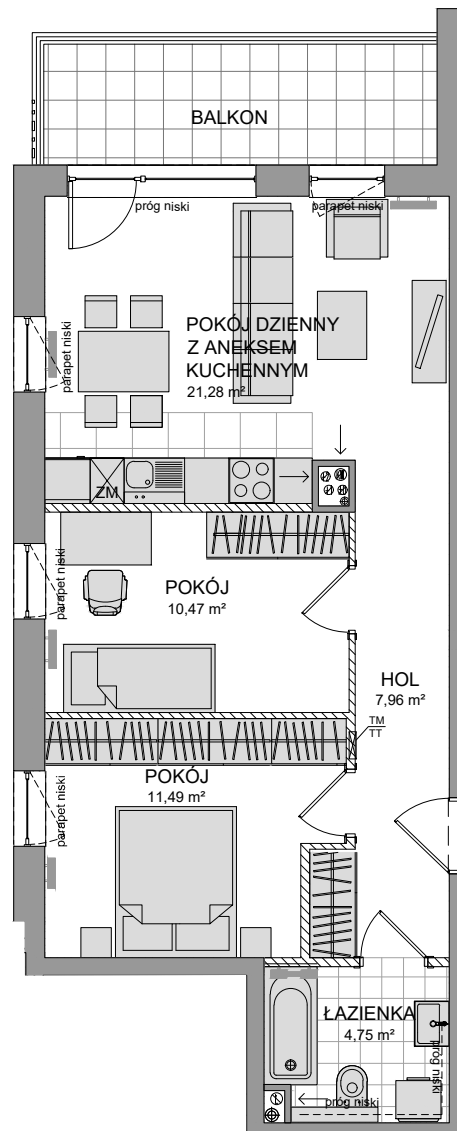 BALKON
próg niski
parapet niski
POKÓJ DZIENNY
Z ANEKSEM
KUCHENNYM
21,28 m²
parapet niski
ZM
POKÓJ
10,47 m²
parapet niski
HOL
7,96 m²
TM
TT
POKÓJ
11,49 m²
parapet niski
ŁAZIENKA
4,75 m²
próg niski
próg niski